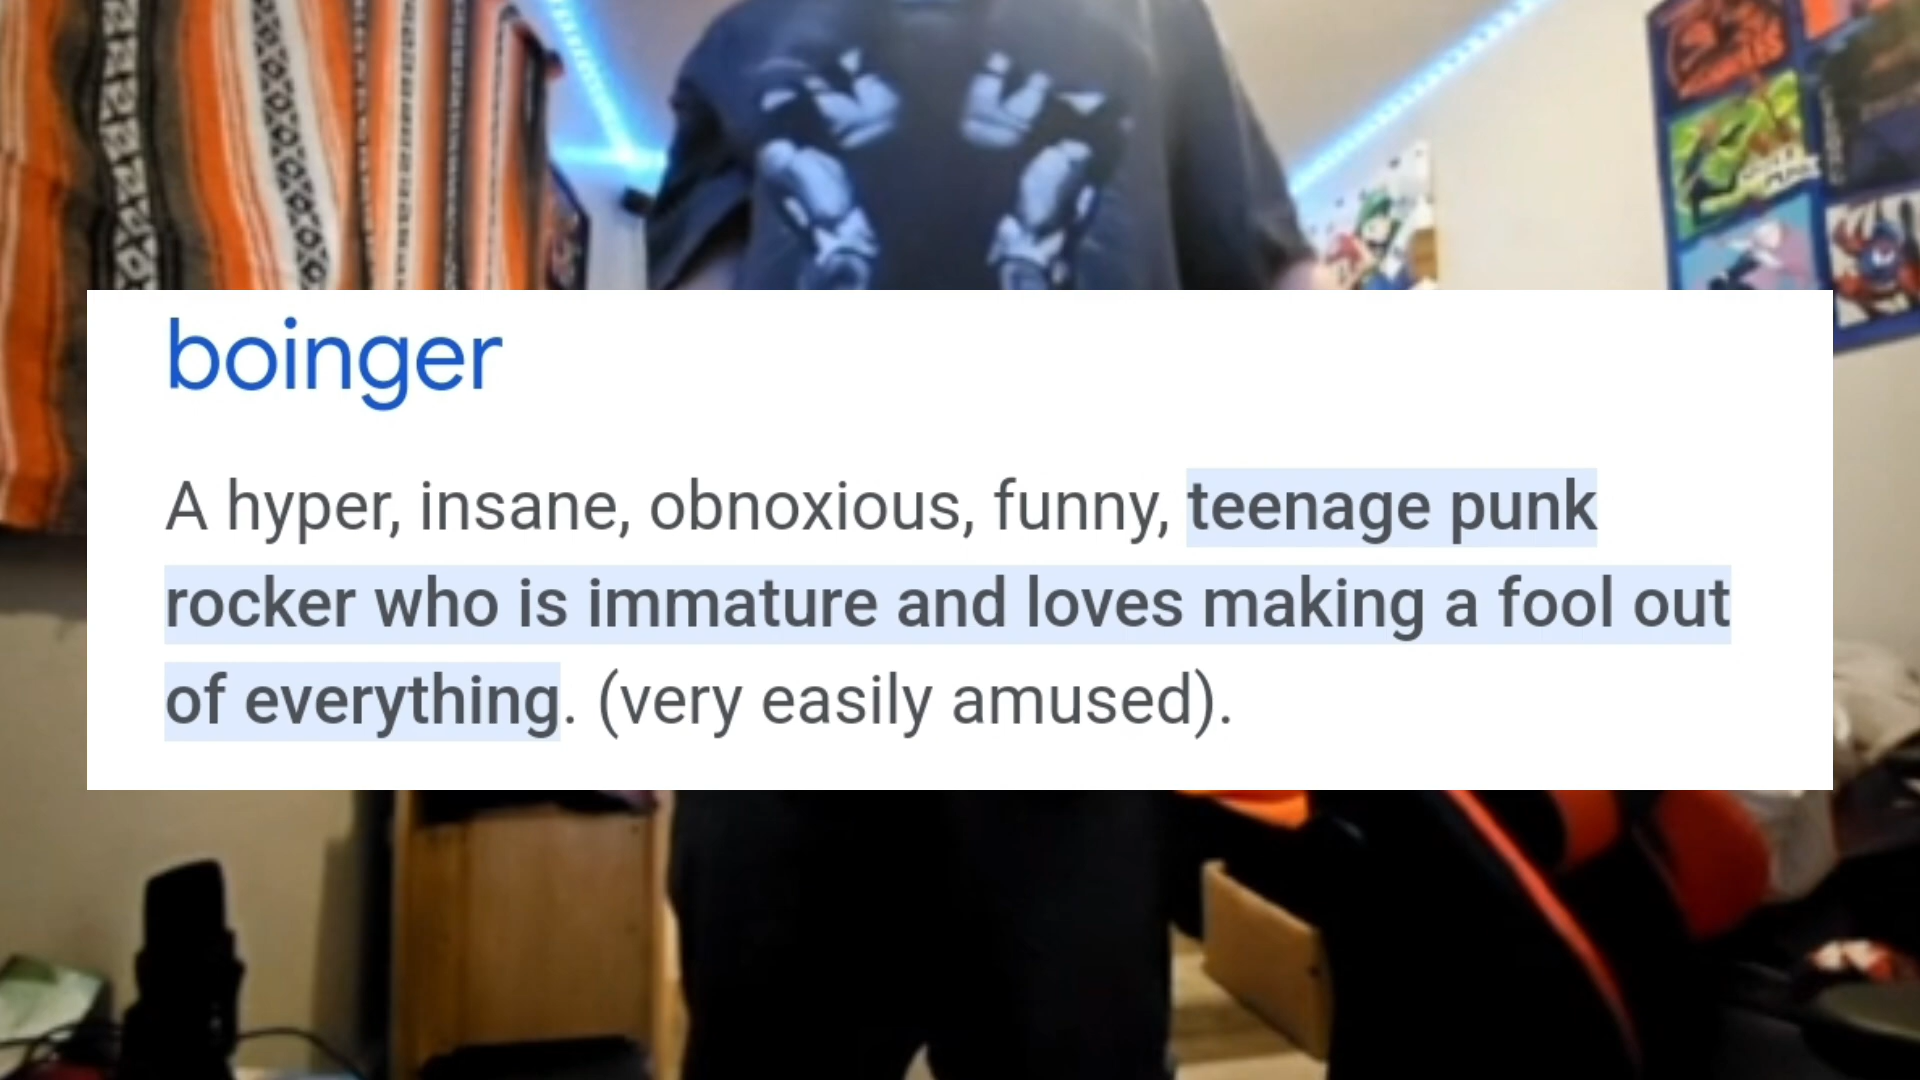 boinger
A hyper, insane, obnoxious, funny, teenage punk
rocker who is immature and loves making a fool out
of everything. (very easily amused).